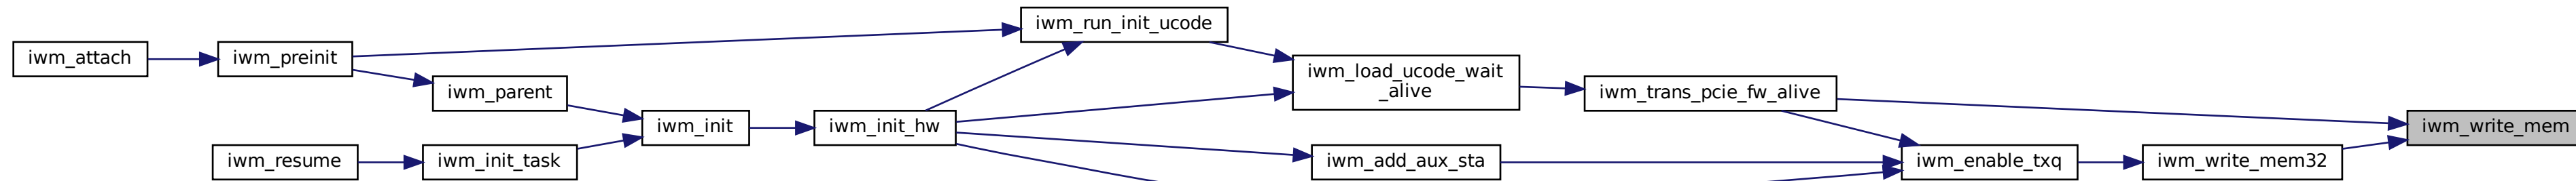 iwm_run_init_ucode
iwm_attach
iwm_preinit
iwm_load_ucode_wait
_alive
iwm_parent
iwm_trans_pcie_fw_alive
iwm_init
iwm_init_hw
iwm_write_mem
iwm_resume
iwm_init_task
iwm_add_aux_sta
iwm_enable_txq
iwm_write_mem32